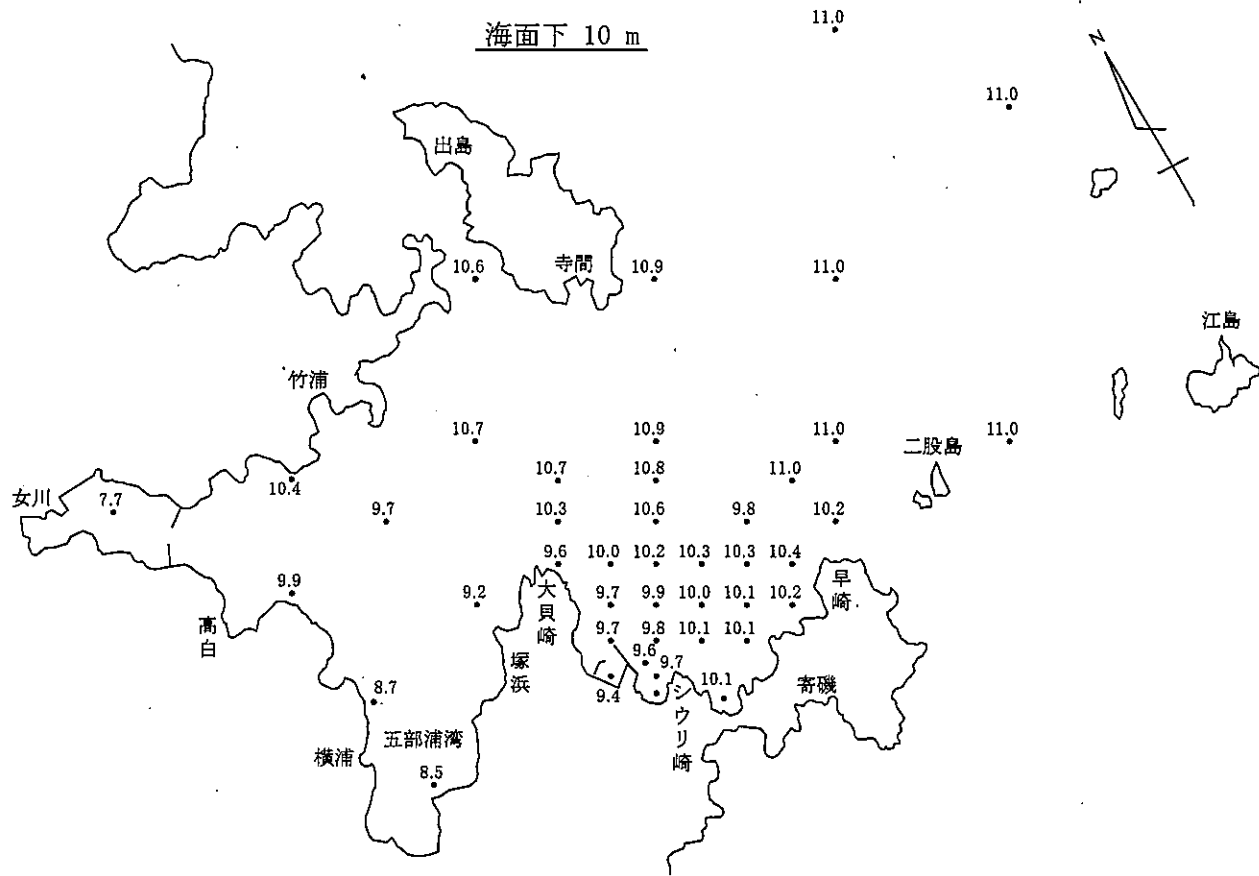 海面下 10 m
11.0
N
11.0
出島
10.6
寺間
10.9
11.0
江島
竹浦
10.7
10.9
11.0
11.0
二股島
10.7
10.8
11.0
女川
7.7
10.4
9.7
10.3
10.6
9.8
10.2
9.6
10.0
10.2
10.3
10.3
10.4
早崎
9.9
9.2
大貝崎
9.7
9.9
10.0
10.1
10.2
高白
9.7
9.8
10.1
10.1
塚浜
9.6
9.7
9.4
シウリ崎
10.1
寄磯
8.7
五部浦湾
横浦
8.5